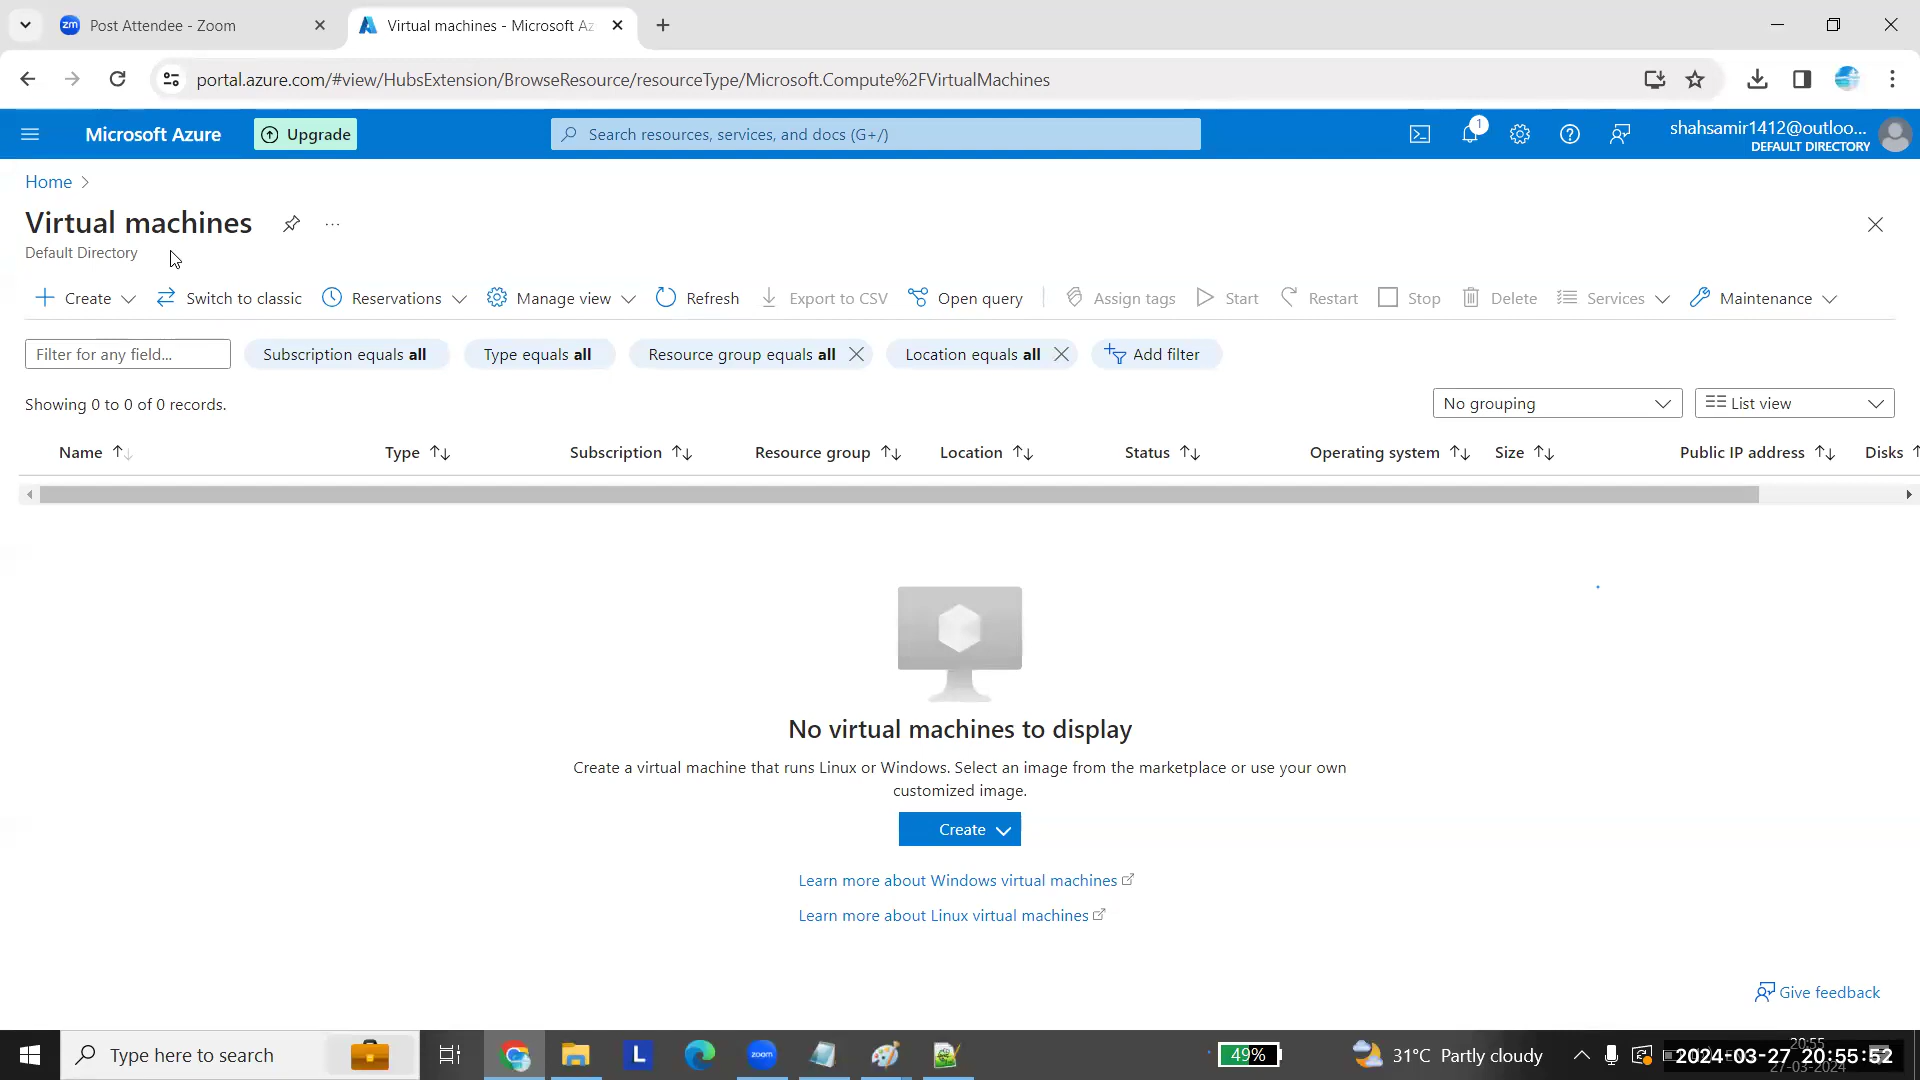 zm Post Attendee - Zoom
Virtual machines - Microsoft Az
portal.azure.com/#view/HubsExtension/BrowseResource/resourceType/Microsoft.Compute%2FVirtualMachines
Microsoft Azure
Upgrade
Search resources, services, and docs (G+/)
1
shahsamir1412@outloo...
DEFAULT DIRECTORY
Home
Virtual machines
Default Directory
Create
Switch to classic
Reservations
Manage view
Refresh
Export to CSV
Open query
Assign tags
Start
Restart
Stop
Delete
Services
Maintenance
Filter for any field...
Subscription equals all
Type equals all
Resource group equals all
Location equals all
Add filter
Showing 0 to 0 of 0 records.
No grouping
List view
Name
Type
Subscription
Resource group
Location
Status
Operating system
Size
Public IP address
Disks
No virtual machines to display
Create a virtual machine that runs Linux or Windows. Select an image from the marketplace or use your own
customized image.
Create
Learn more about Windows virtual machines
Learn more about Linux virtual machines
Give feedback
Type here to search
L
zoom
49%
31°C Partly cloudy
20:55
2024-03-27 20:55:52
27-03-2024